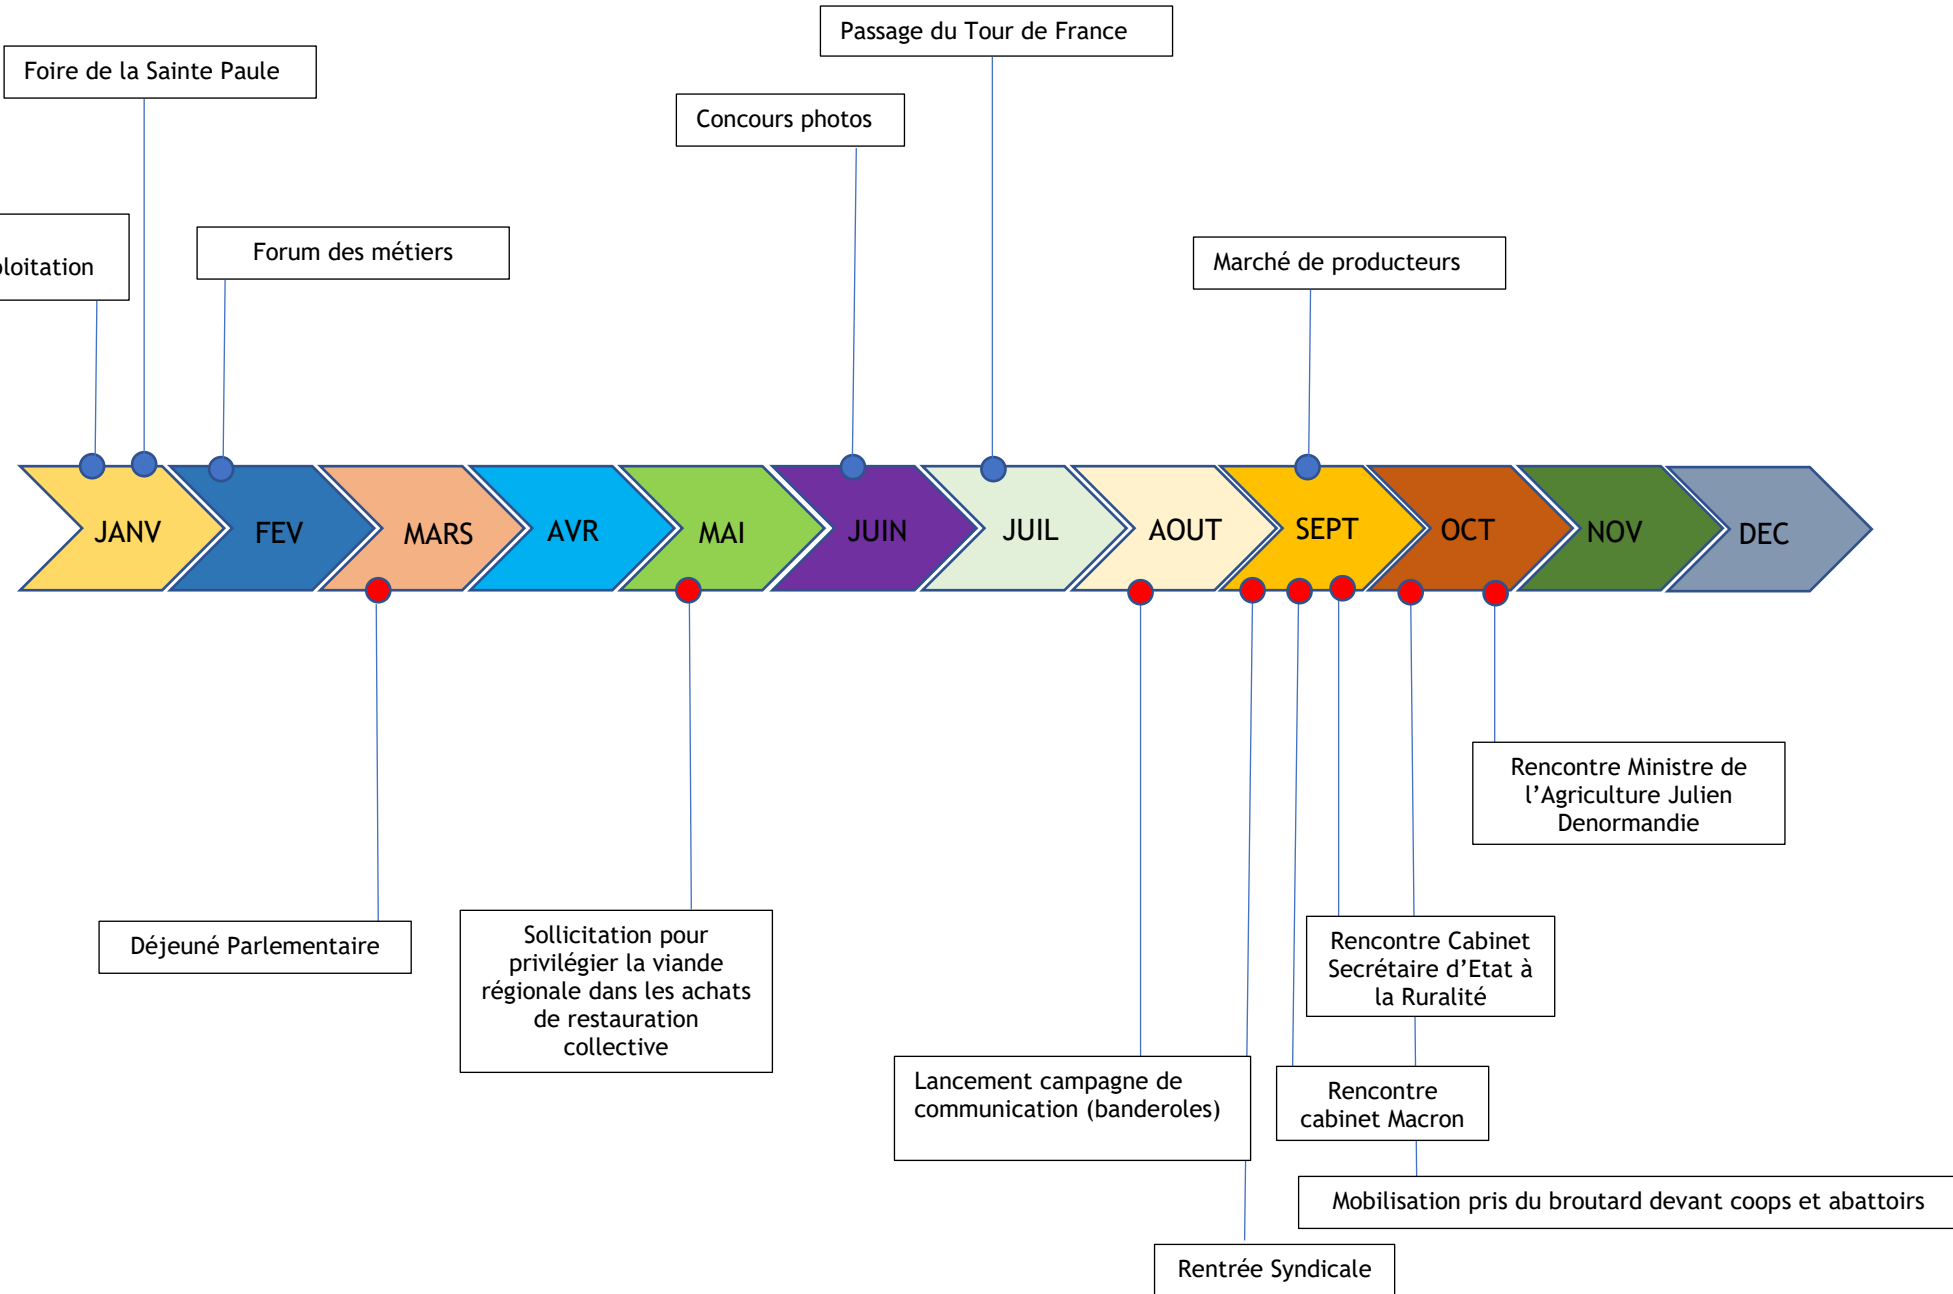 Passage du Tour de France
Foire de la Sainte Paule
Concours photos
Forum des métiers
Marché de producteurs
JANV
FEV
MARS
AVR
MAI
JUIN
JUIL
AOUT
SEPT
OCT
NOV
DEC
Rencontre Ministre de
l’Agriculture Julien
Denormandie
Déjeuné Parlementaire
Sollicitation pour
privilégier la viande
régionale dans les achats
de restauration
collective
Rencontre Cabinet
Secrétaire d’Etat à
la Ruralité
Lancement campagne de
communication (banderoles)
Rencontre
cabinet Macron
Mobilisation pris du broutard devant coops et abattoirs
Rentrée Syndicale